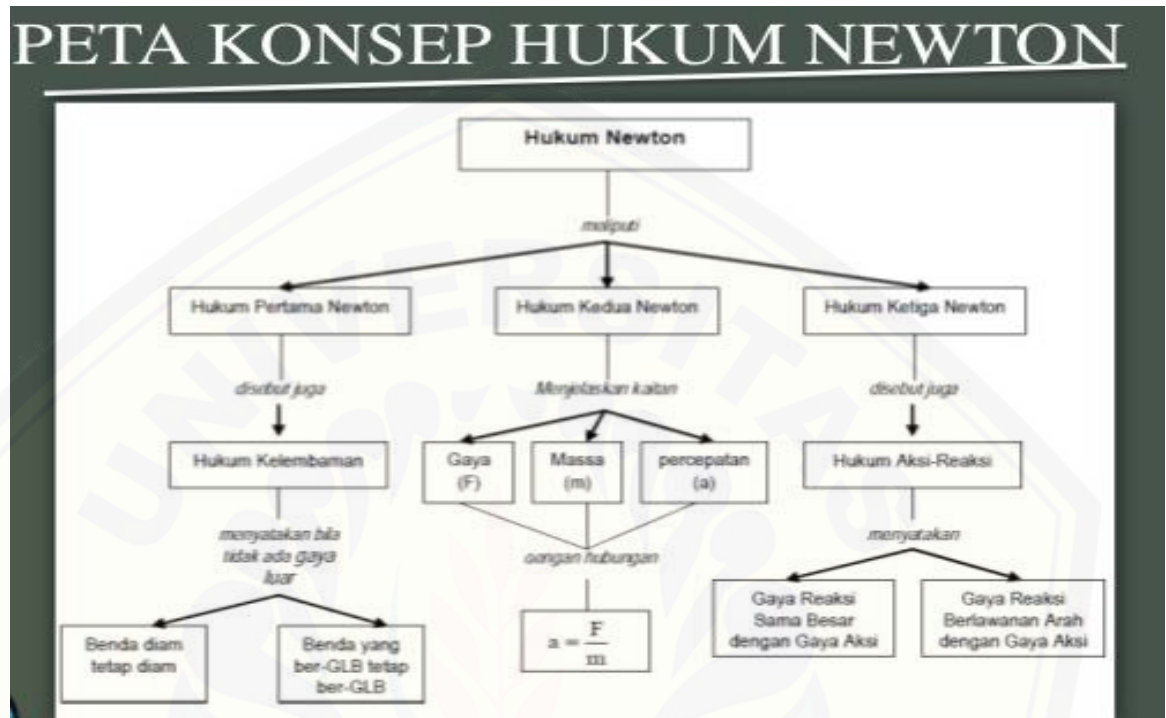 PETA KONSEP HUKUM NEWTON
Hukum Newton
meliputi
Hukum Pertama Newton
Hukum Kedua Newton
Hukum Ketiga Newton
disebut juga
Menjelaskan kaitan
disebut juga
Hukum Kelembaman
Gaya
(F)
Massa
(m)
percepatan
(a)
Hukum Aksi-Reaksi
menyatakan bila
tidak ada gaya
luar
dengan hubungan
menyatakan
Benda diam
tetap diam
Benda yang
ber-GLB tetap
ber-GLB
a = F/m
Gaya Reaksi
Sama Besar
dengan Gaya Aksi
Gaya Reaksi
Berlawanan Arah
dengan Gaya Aksi
UNIVERSITAS